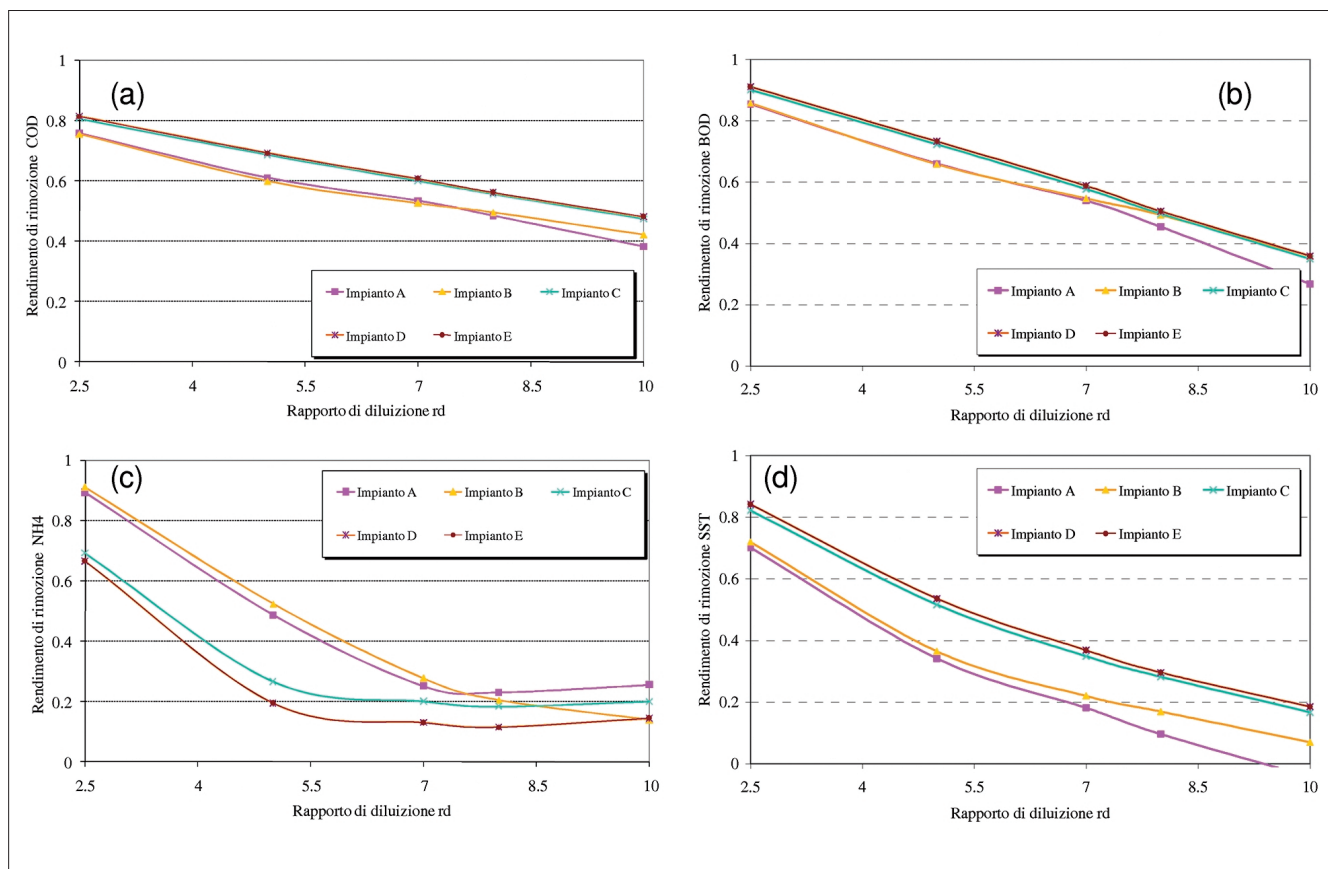 (a)
Rendimento di rimozione COD
1
0.8
0.6
0.4
0.2
0
Impianto A Impianto B Impianto C
Impianto D Impianto E
2.5 4 5.5 7 8.5 10
Rapporto di diluizione rd
(b)
Rendimento di rimozione BOD
1
0.8
0.6
0.4
0.2
0
Impianto A Impianto B Impianto C
Impianto D Impianto E
2.5 4 5.5 7 8.5 10
Rapporto di diluizione rd
(c)
Rendimento di rimozione NH4
1
0.8
0.6
0.4
0.2
0
Impianto A Impianto B Impianto C
Impianto D Impianto E
2.5 4 5.5 7 8.5 10
Rapporto di diluizione rd
(d)
Rendimento di rimozione SST
1
0.8
0.6
0.4
0.2
0
Impianto A Impianto B Impianto C
Impianto D Impianto E
2.5 4 5.5 7 8.5 10
Rapporto di diluizione rd